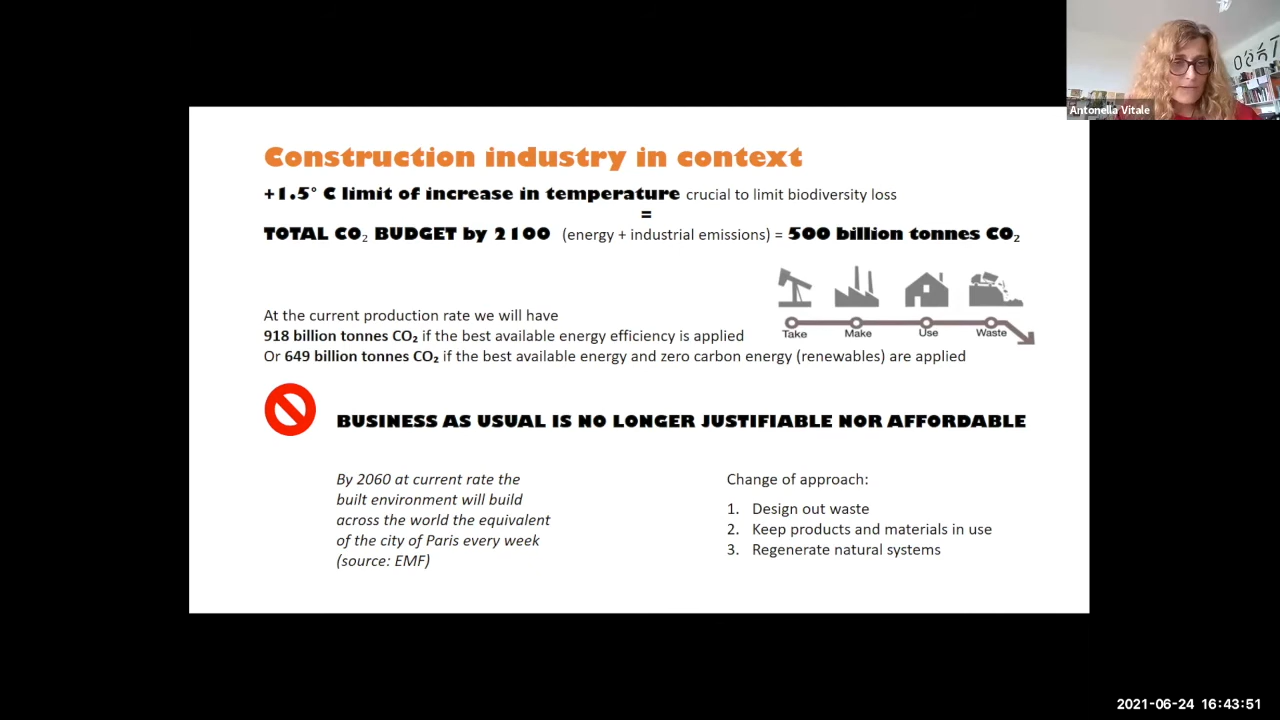 Antonella Vitale
Construction industry in context
+1.5° C limit of increase in temperature crucial to limit biodiversity loss
=
TOTAL CO₂ BUDGET by 2100 (energy + industrial emissions) = 500 billion tonnes CO₂
Take Make Use Waste
At the current production rate we will have
918 billion tonnes CO₂ if the best available energy efficiency is applied
Or 649 billion tonnes CO₂ if the best available energy and zero carbon energy (renewables) are applied
BUSINESS AS USUAL IS NO LONGER JUSTIFIABLE NOR AFFORDABLE
By 2060 at current rate the
built environment will build
across the world the equivalent
of the city of Paris every week
(source: EMF)
Change of approach:
1. Design out waste
2. Keep products and materials in use
3. Regenerate natural systems
2021-06-24 16:43:51